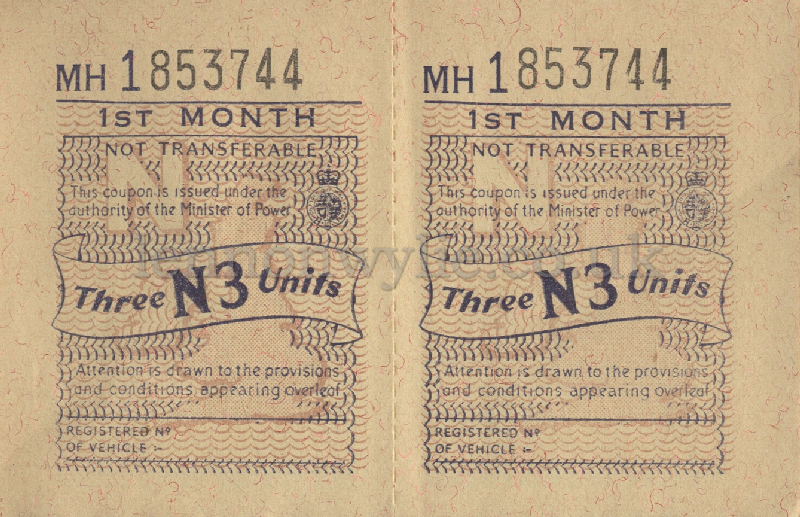 MH 1853744
1ST MONTH
NOT TRANSFERABLE
This coupon is issued under the
authority of the Minister of Power
Three N3 Units
Attention is drawn to the provisions
and conditions appearing overleaf
REGISTERED Nº
OF VEHICLE :-
MH 1853744
1ST MONTH
NOT TRANSFERABLE
This coupon is issued under the
authority of the Minister of Power
Three N3 Units
Attention is drawn to the provisions
and conditions appearing overleaf
REGISTERED Nº
OF VEHICLE :-